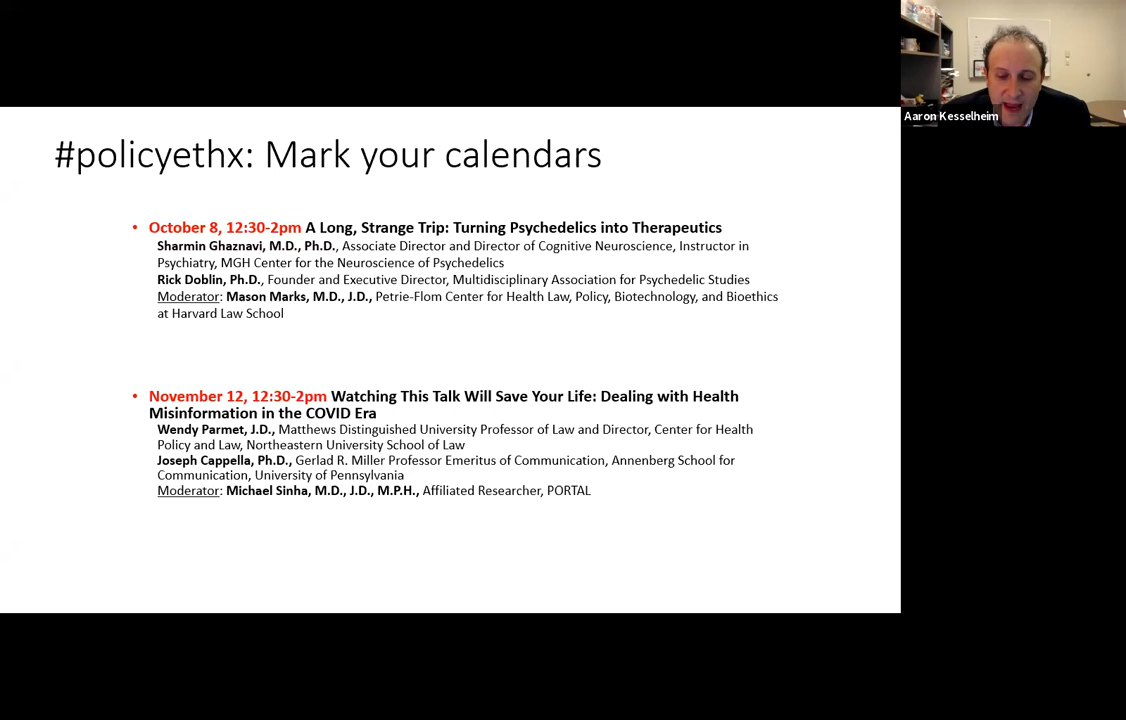 Aaron Kesselheim
#policyethx: Mark your calendars
• October 8, 12:30-2pm A Long, Strange Trip: Turning Psychedelics into Therapeutics
Sharmin Ghaznavi, M.D., Ph.D., Associate Director and Director of Cognitive Neuroscience, Instructor in
Psychiatry, MGH Center for the Neuroscience of Psychedelics
Rick Doblin, Ph.D., Founder and Executive Director, Multidisciplinary Association for Psychedelic Studies
Moderator: Mason Marks, M.D., J.D., Petrie-Flom Center for Health Law, Policy, Biotechnology, and Bioethics
at Harvard Law School
• November 12, 12:30-2pm Watching This Talk Will Save Your Life: Dealing with Health
Misinformation in the COVID Era
Wendy Parmet, J.D., Matthews Distinguished University Professor of Law and Director, Center for Health
Policy and Law, Northeastern University School of Law
Joseph Cappella, Ph.D., Gerlad R. Miller Professor Emeritus of Communication, Annenberg School for
Communication, University of Pennsylvania
Moderator: Michael Sinha, M.D., J.D., M.P.H., Affiliated Researcher, PORTAL